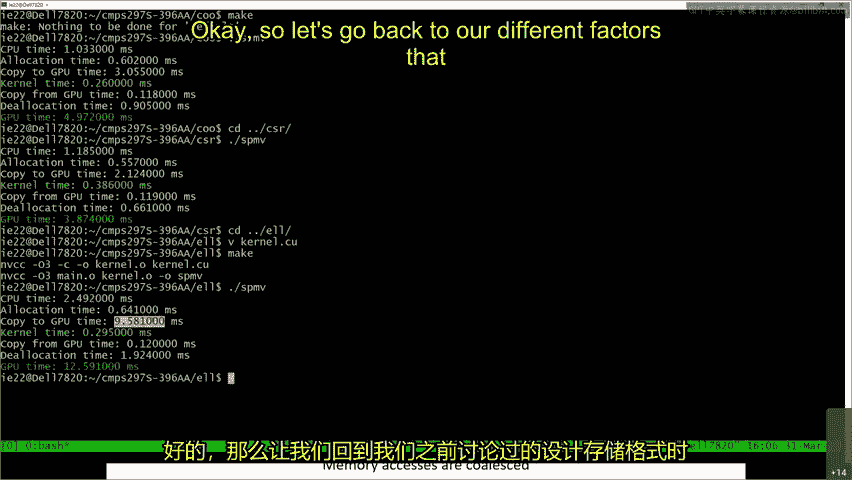 ie22@Dell7820:~/cmps297S-396AA/coo$ make
make: Nothing to be done for
Okay, so let's go back to our different factors
that
CPU time: 1.033000 ms
Allocation time: 0.602000 ms
Copy to GPU time: 3.055000 ms
Kernel time: 0.260000 ms
Copy from GPU time: 0.118000 ms
Deallocation time: 0.905000 ms
GPU time: 4.972000 ms
ie22@Dell7820:~/cmps297S-396AA/coo$ cd ../csr/
ie22@Dell7820:~/cmps297S-396AA/csr$ ./spmv
CPU time: 1.185000 ms
Allocation time: 0.557000 ms
Copy to GPU time: 2.124000 ms
Kernel time: 0.386000 ms
Copy from GPU time: 0.119000 ms
Deallocation time: 0.661000 ms
GPU time: 3.874000 ms
ie22@Dell7820:~/cmps297S-396AA/csr$ cd ../ell/
ie22@Dell7820:~/cmps297S-396AA/ell$ v kernel.cu
ie22@Dell7820:~/cmps297S-396AA/ell$ make
nvcc -O3 -c -o kernel.o kernel.cu
nvcc -O3 main.o kernel.o -o spmv
ie22@Dell7820:~/cmps297S-396AA/ell$ ./spmv
CPU time: 2.492000 ms
Allocation time: 0.641000 ms
Copy to GPU time: 9.581000 ms
Kernel time: 0.295000 ms
Copy from GPU time: 0.120000 ms
Deallocation time: 1.924000 ms
GPU time: 12.591000 ms
ie22@Dell7820:~/cmps297S-396AA/ell$
[0] 0:bash* 16:06 31-Mar-
好的，那么让我们回到我们之前讨论过的设计存储格式时
Memory accesses are coalesced
+14